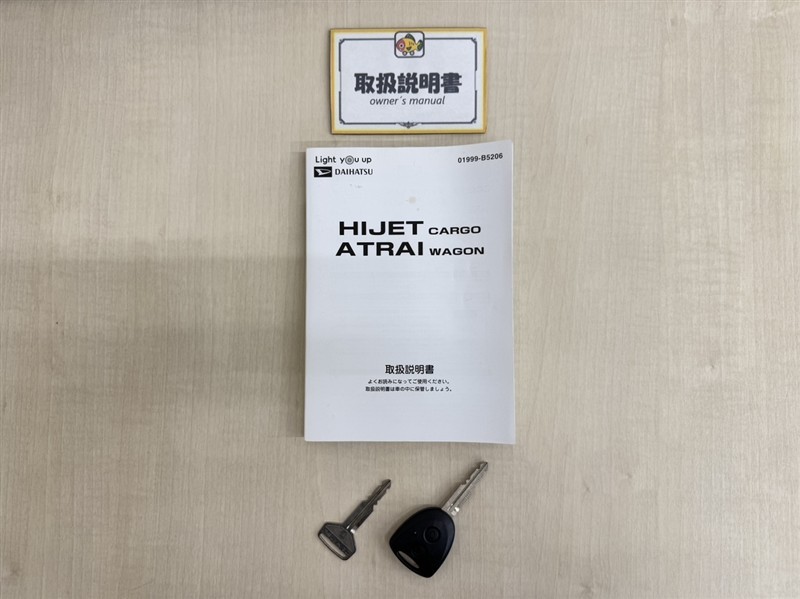 取扱説明書
owner's manual
Light you up
01999-B5206
DAIHATSU
HIJET CARGO
ATRAI WAGON
取扱説明書
よくお読みになってご使用ください。
取扱説明書は車の中に保管しましょう。